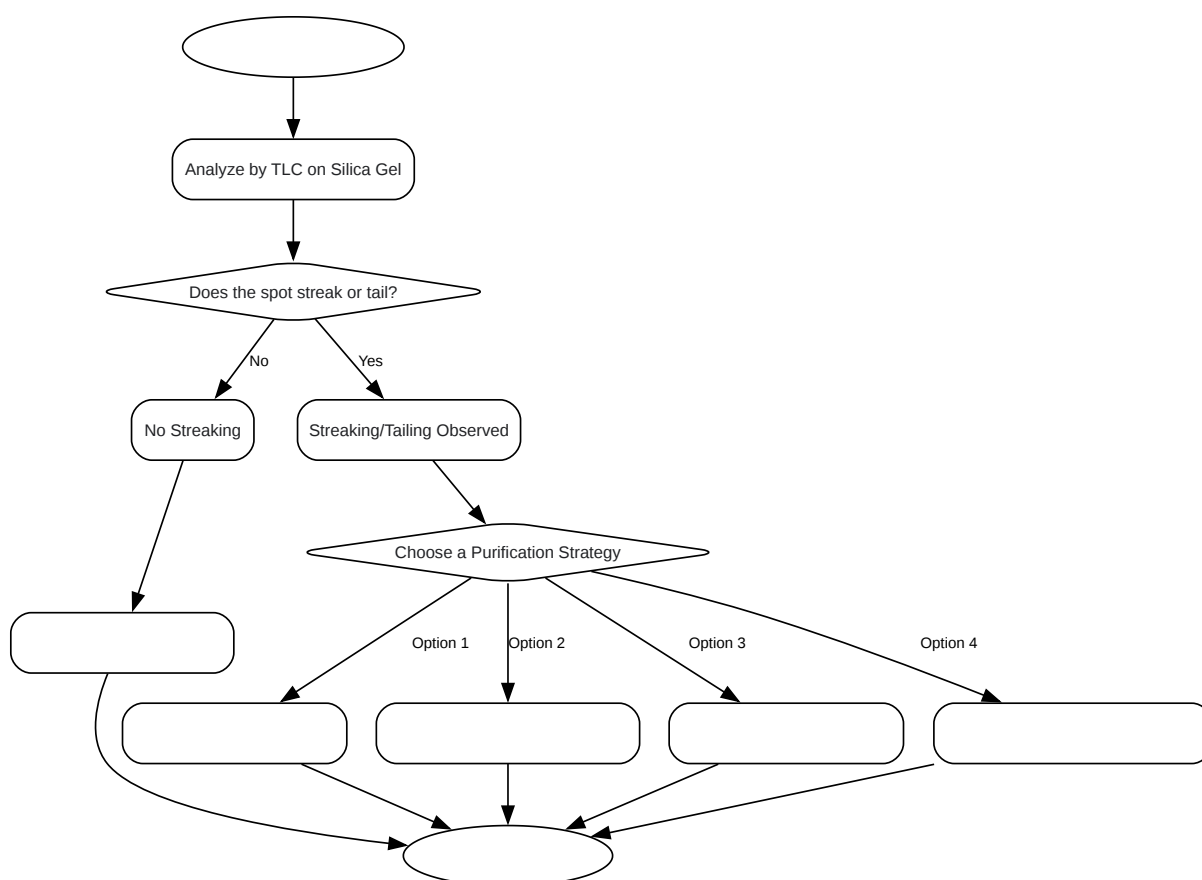 Analyze by TLC on Silica Gel
Does the spot streak or tail?
No
Yes
No Streaking
Streaking/Tailing Observed
Choose a Purification Strategy
Option 1
Option 2
Option 3
Option 4